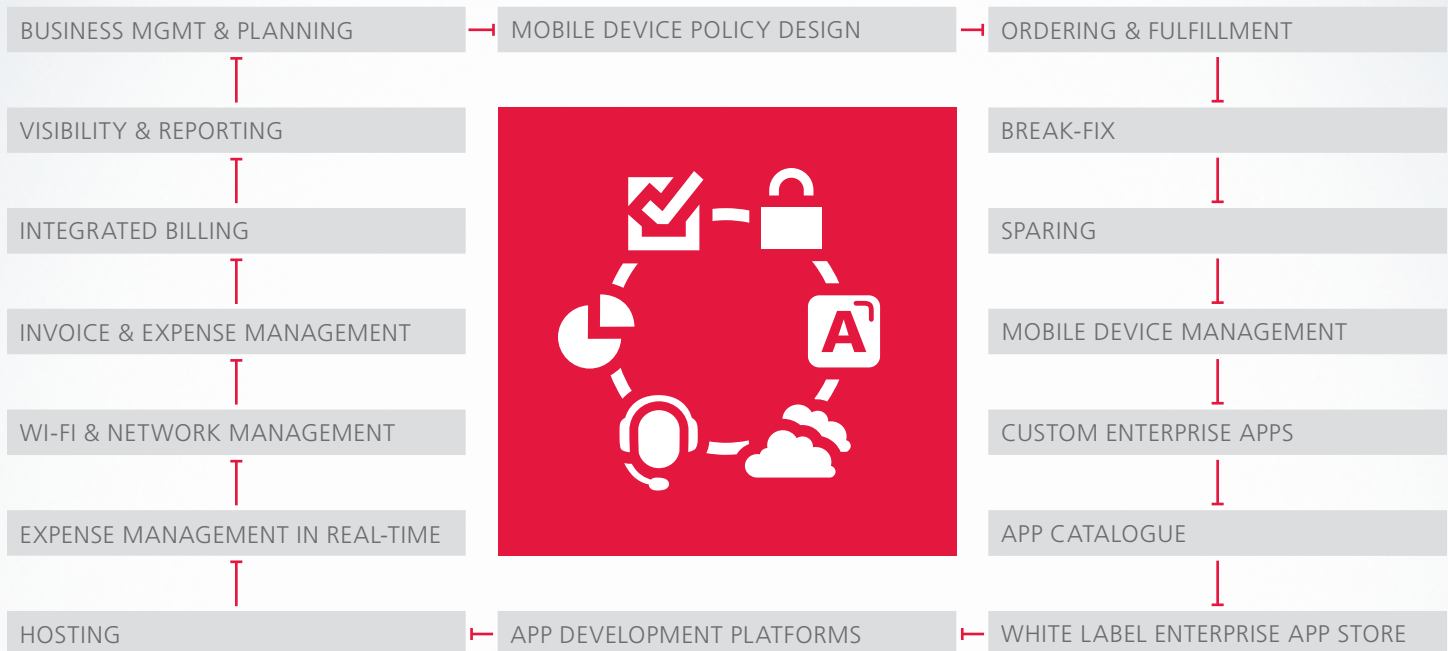 BUSINESS MGMT & PLANNING
MOBILE DEVICE POLICY DESIGN
ORDERING & FULFILLMENT
VISIBILITY & REPORTING
BREAK-FIX
INTEGRATED BILLING
SPARING
INVOICE & EXPENSE MANAGEMENT
A
MOBILE DEVICE MANAGEMENT
WI-FI & NETWORK MANAGEMENT
CUSTOM ENTERPRISE APPS
EXPENSE MANAGEMENT IN REAL-TIME
APP CATALOGUE
HOSTING
APP DEVELOPMENT PLATFORMS
WHITE LABEL ENTERPRISE APP STORE